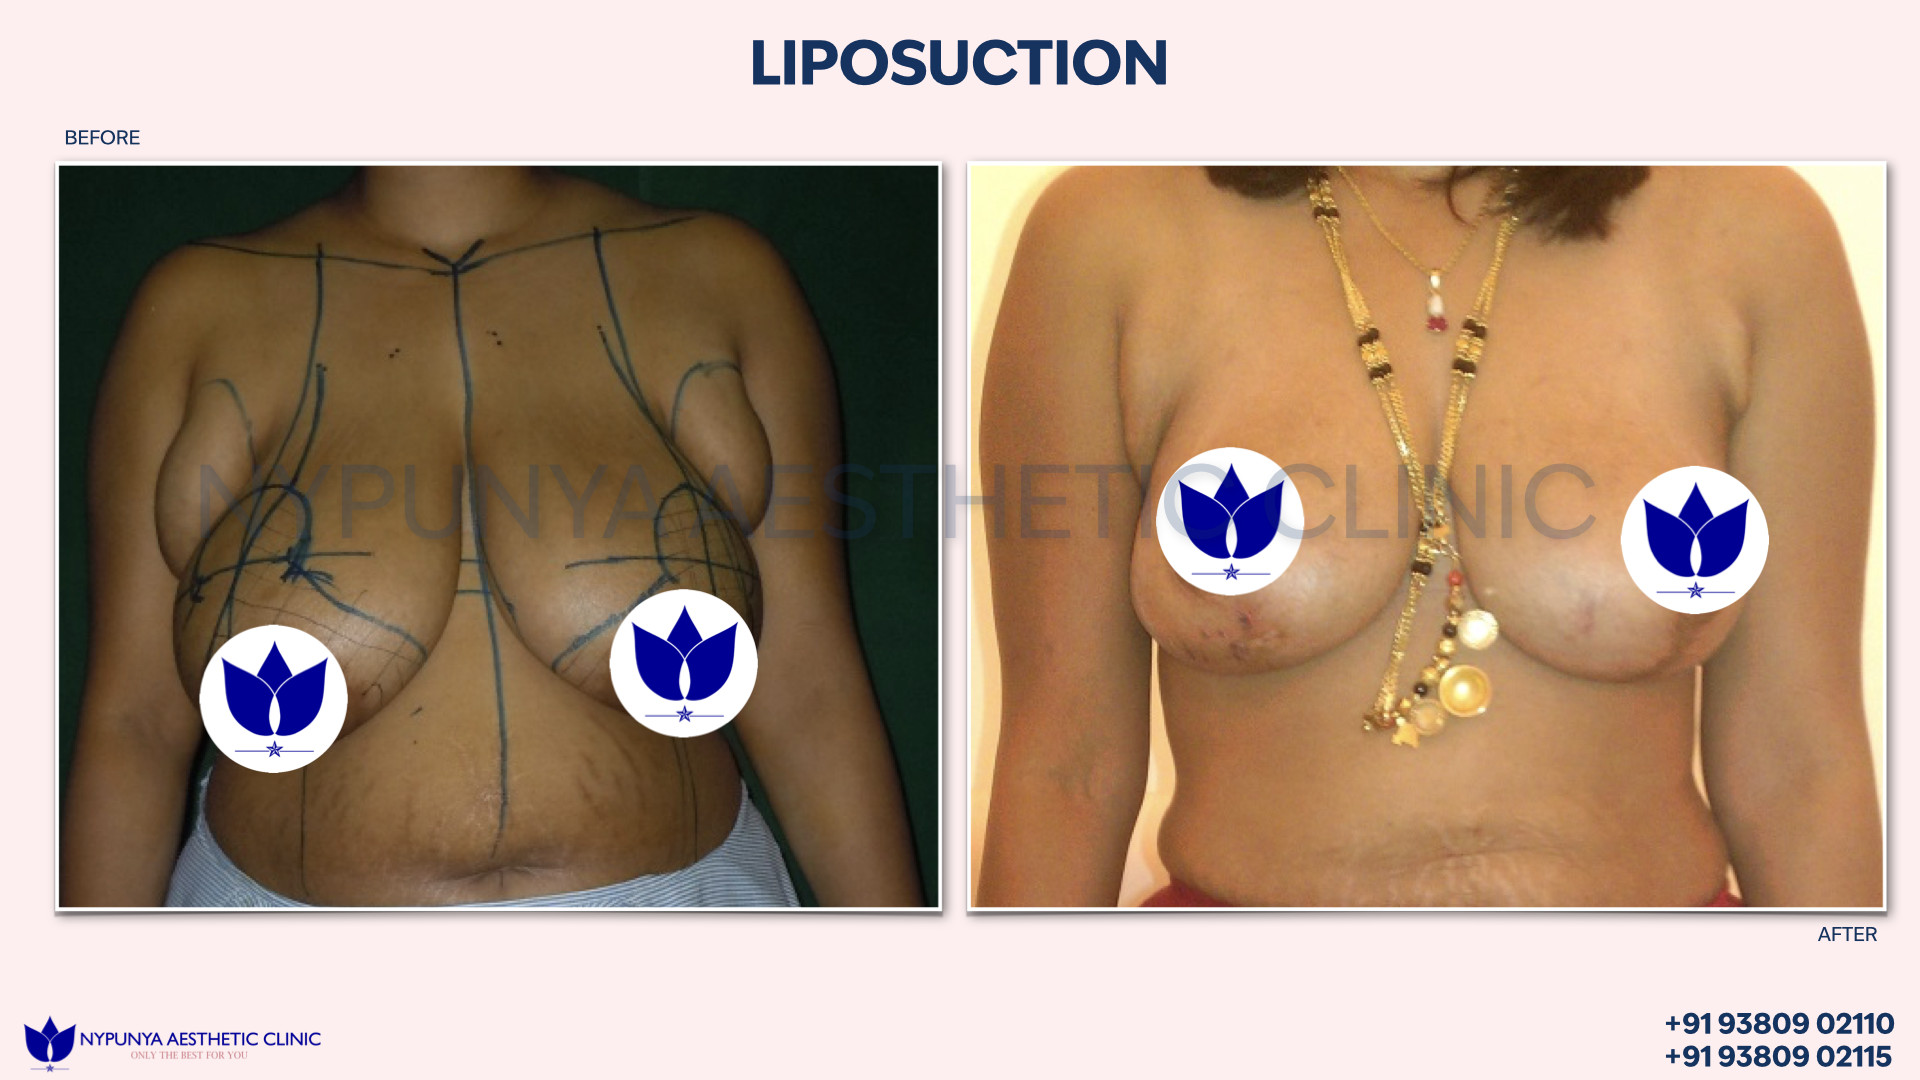 LIPOSUCTION
BEFORE
NYPUNYA AESTHETIC CLINIC
AFTER
NYPUNYA AESTHETIC CLINIC
ONLY THE BEST FOR YOU
+91 93809 02110
+91 93809 02115